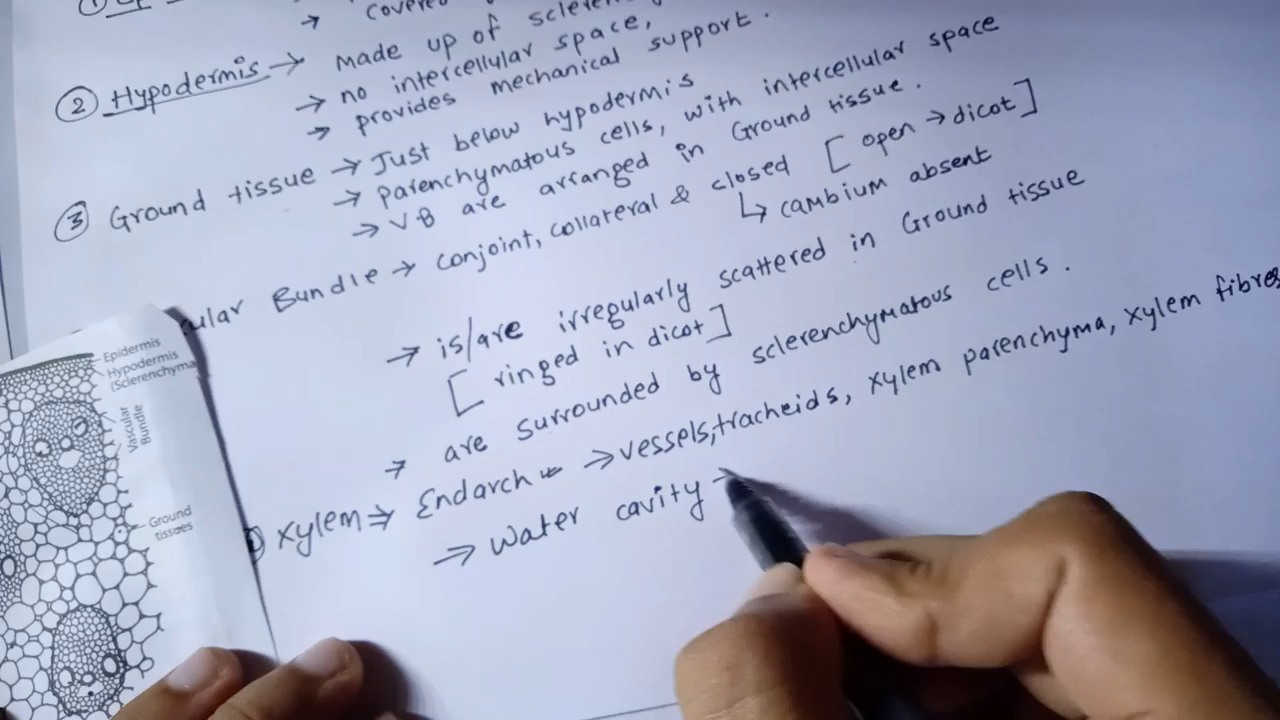 → covered
② Hypodermis → Made up of
→ no intercellular space,
→ provides mechanical support.
③ Ground tissue → Just below hypodermis
→ parenchymatous cells, with intercellular space
→ VB are arranged in Ground tissue.
Bundle → conjoint, collateral & closed [open → dicot]
↳ cambium absent
→ is/are irregularly scattered in Ground tissue
[ringed in dicot]
→ are surrounded by sclerenchymatous cells.
Xylem ⇒ Endarch → vessels, tracheids, xylem parenchyma, xylem fibres
→ Water cavity →
Epidermis
Hypodermis
(Sclerenchyma
Vascular
Bundle
Ground
tissues